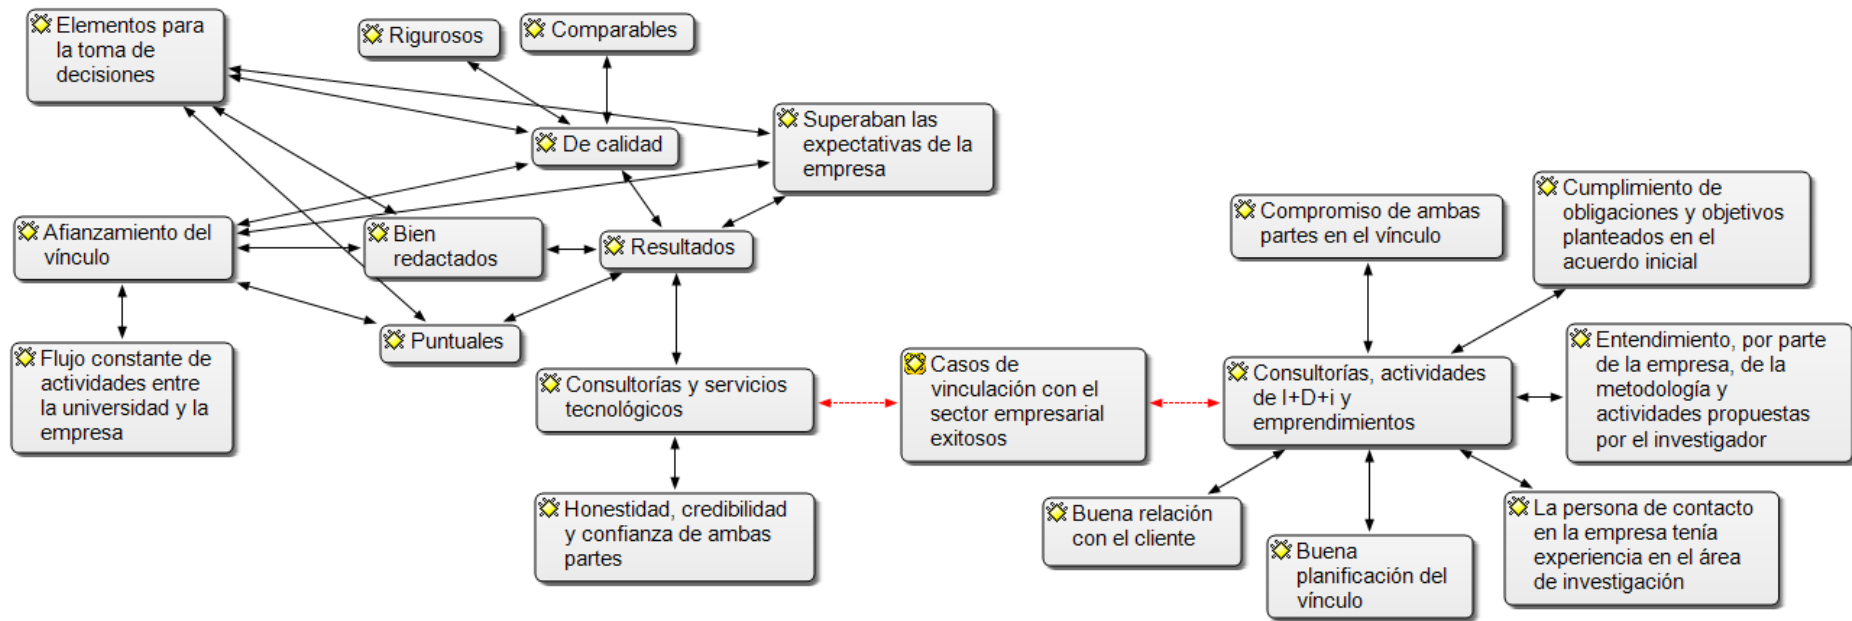 Elementos para
la toma de
decisiones
Rigurosos
Comparables
De calidad
Superaban las
expectativas de la
empresa
Afianzamiento del
vínculo
Bien
redactados
Resultados
Puntuales
Flujo constante de
actividades entre
la universidad y la
empresa
Consultorías y servicios
tecnológicos
Honestidad, credibilidad
y confianza de ambas
partes
Casos de
vinculación con el
sector empresarial
exitosos
Compromiso de ambas
partes en el vínculo
Cumplimiento de
obligaciones y objetivos
planteados en el
acuerdo inicial
Consultorías, actividades
de I+D+i y
emprendimientos
Entendimiento, por parte
de la empresa, de la
metodología y
actividades propuestas
por el investigador
Buena relación
con el cliente
Buena
planificación del
vínculo
La persona de contacto
en la empresa tenía
experiencia en el área
de investigación